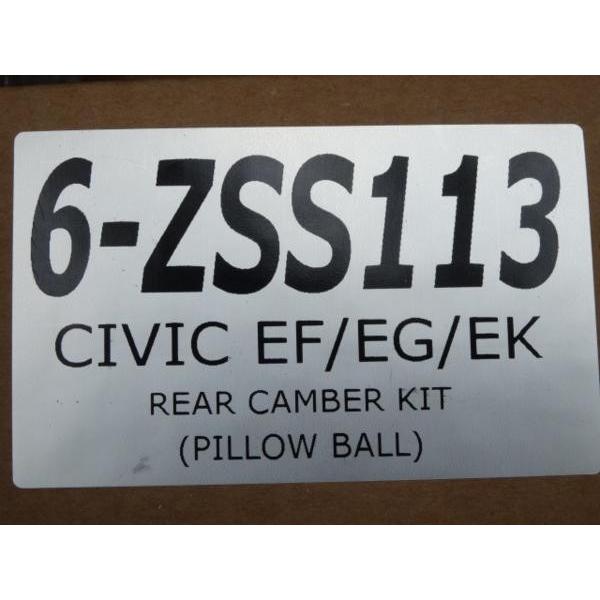 6-ZSS113
CIVIC EF/EG/EK
REAR CAMBER KIT
(PILLOW BALL)